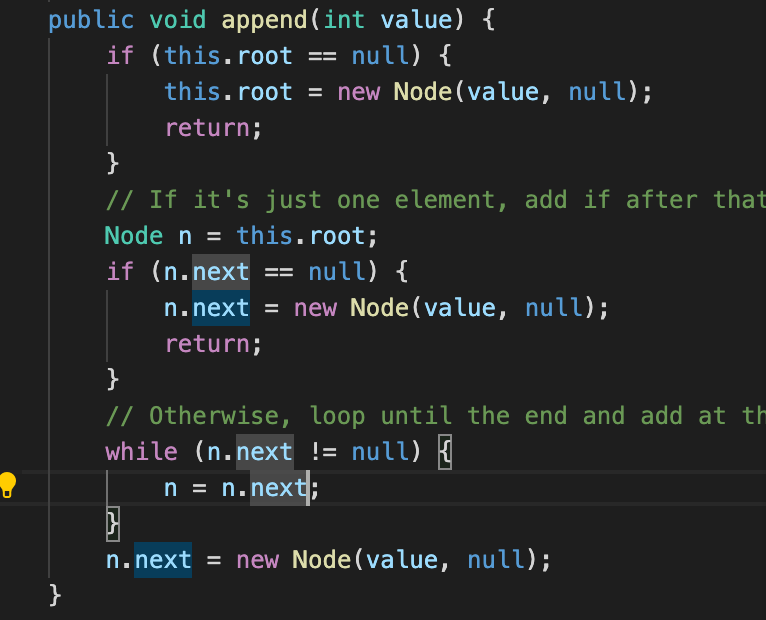 public void append(int value) {
if (this.root == null) {
this.root = new Node(value, null);
return;
}
// If it's just one element, add if after that
Node n = this.root;
if (n.next == null) {
n.next = new Node(value, null);
return;
}
// Otherwise, loop until the end and add at th
while (n.next != null) {
n = n.next;
}
n.next = new Node(value, null);
}